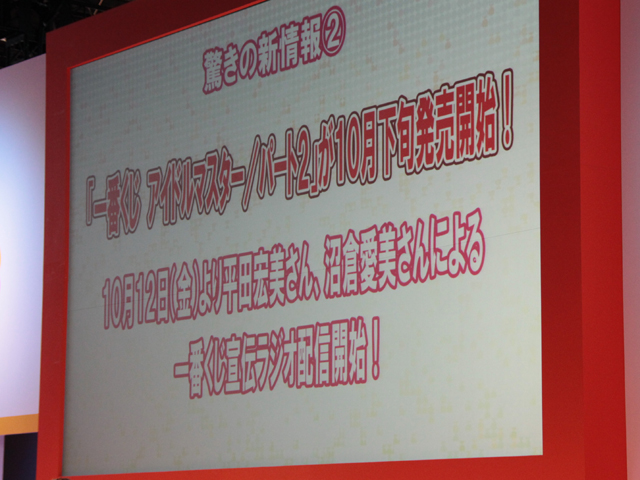 驚きの新情報②
「一番くじ アイドルマスター/パート2」が10月下旬発売開始!
10月12日(金)より平田宏美さん、沼倉愛美さんによる
一番くじ宣伝ラジオ配信開始!